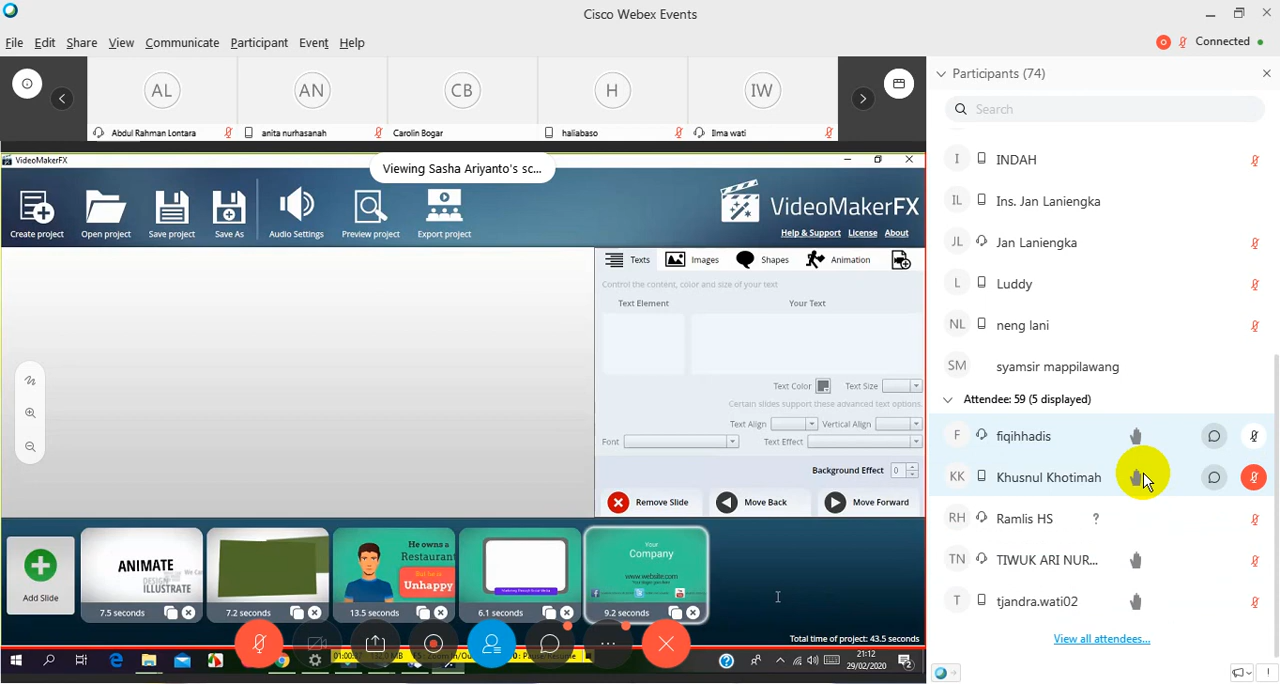 Cisco Webex Events
File Edit Share View Communicate Participant Event Help
Connected
AL AN CB H IW
Abdul Rahman Lontara anita nurhasanah Carolin Bogar haliabaso Ilma wati
VideoMakerFX
Viewing Sasha Ariyanto's sc...
Create project Open project Save project Save As Audio Settings Preview project Export project
VideoMakerFX
Help & Support License About
Texts Images Shapes Animation
Control the content, color and size of your text
Text Element Your Text
Text Color Text Size
Certain slides support these advanced text options.
Text Align Vertical Align
Font Text Effect
Background Effect 0
Remove Slide Move Back Move Forward
Add Slide
ANIMATE
DESIGN
ILLUSTRATE
7.5 seconds
7.2 seconds
He owns a
Restaurant
Unhappy
13.5 seconds
6.1 seconds
Your
Company
www.website.com
9.2 seconds
Total time of project: 43.5 seconds
21:12
29/02/2020
2
Participants (74)
Search
I INDAH
IL Ins. Jan Laniengka
JL Jan Laniengka
L Luddy
NL neng lani
SM syamsir mappilawang
Attendee: 59 (5 displayed)
F fiqihhadis
KK Khusnul Khotimah
RH Ramlis HS ?
TN TIWUK ARI NUR...
T tjandra.wati02
View all attendees...